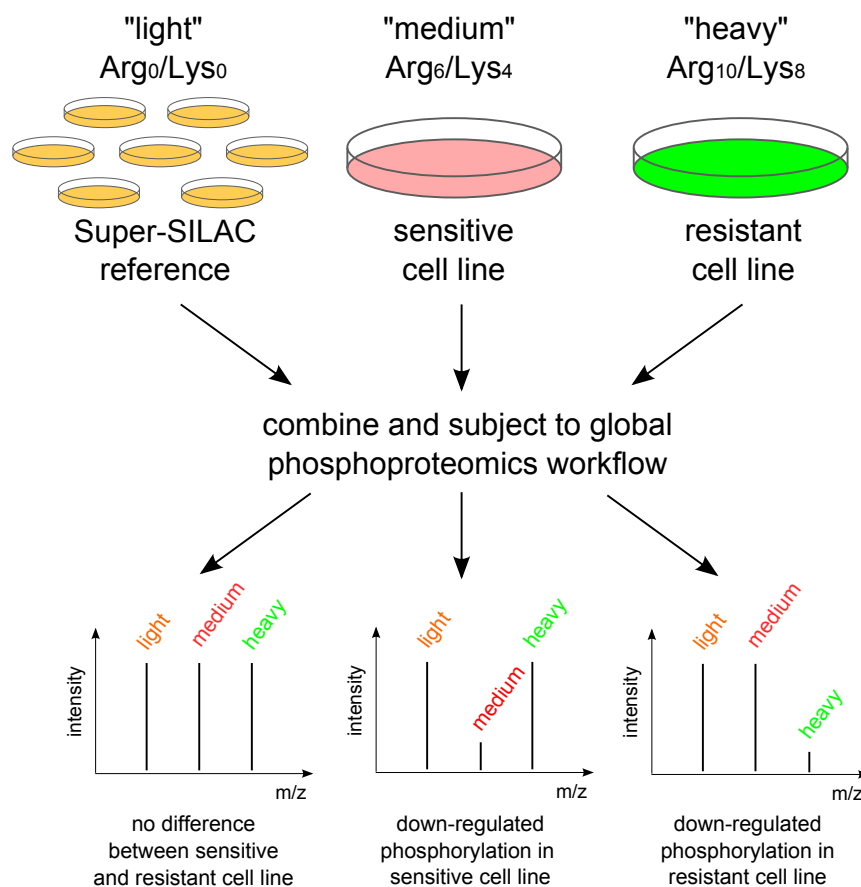 "light"
Arg0/Lys0
"medium"
Arg6/Lys4
"heavy"
Arg10/Lys8
Super-SILAC
reference
sensitive
cell line
resistant
cell line
combine and subject to global
phosphoproteomics workflow
light
medium
heavy
intensity
m/z
no difference
between sensitive
and resistant cell line
light
medium
heavy
intensity
m/z
down-regulated
phosphorylation in
sensitive cell line
light
medium
heavy
intensity
m/z
down-regulated
phosphorylation in
resistant cell line